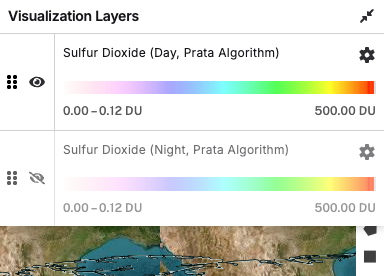 Visualization Layers
Sulfur Dioxide (Day, Prata Algorithm)
0.00 – 0.12 DU 500.00 DU
Sulfur Dioxide (Night, Prata Algorithm)
0.00 – 0.12 DU 500.00 DU